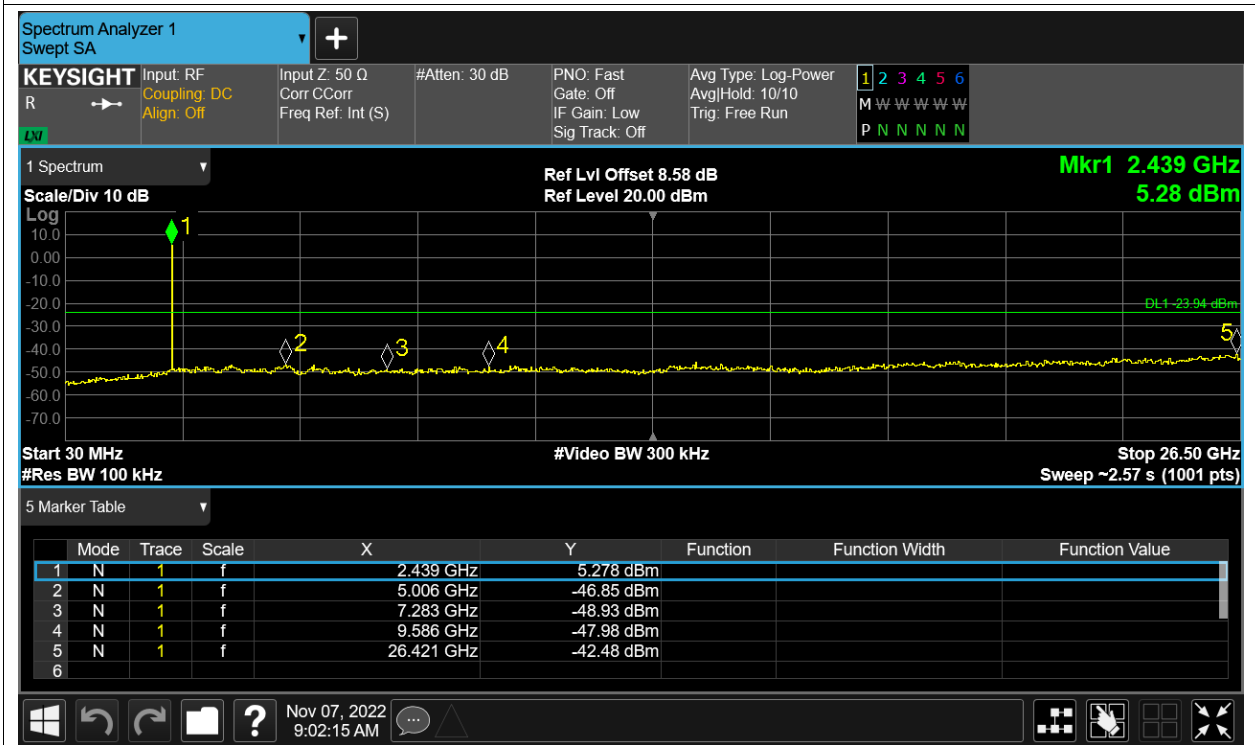 Spectrum Analyzer 1
Swept SA
KEYSIGHT Input: RF Input Z: 50 Ω #Atten: 30 dB PNO: Fast Avg Type: Log-Power 1 2 3 4 5 6
R Coupling: DC Corr CCorr Gate: Off Avg|Hold: 10/10 M W W W W W
Align: Off Freq Ref: Int (S) IF Gain: Low Trig: Free Run
LXI Sig Track: Off P N N N N N
1 Spectrum Ref Lvl Offset 8.58 dB Mkr1 2.439 GHz
Scale/Div 10 dB Ref Level 20.00 dBm 5.28 dBm
Log
1
10.0
0.00
-10.0
-20.0 DL1 -23.94 dBm
-30.0 5
2 3 4
-40.0
-50.0
-60.0
-70.0
Start 30 MHz #Video BW 300 kHz Stop 26.50 GHz
#Res BW 100 kHz Sweep ~2.57 s (1001 pts)
5 Marker Table
Mode Trace Scale X Y Function Function Width Function Value
1 N 1 f 2.439 GHz 5.278 dBm
2 N 1 f 5.006 GHz -46.85 dBm
3 N 1 f 7.283 GHz -48.93 dBm
4 N 1 f 9.586 GHz -47.98 dBm
5 N 1 f 26.421 GHz -42.48 dBm
6
? Nov 07, 2022
9:02:15 AM